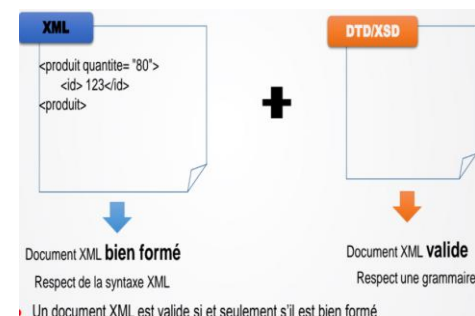 XML
<produit quantite= "80">
<id> 123</id>
<produit>
DTD/XSD
Document XML bien formé
Respect de la syntaxe XML
Document XML valide
Respect une grammaire
Un document XML est valide si et seulement s'il est bien formé